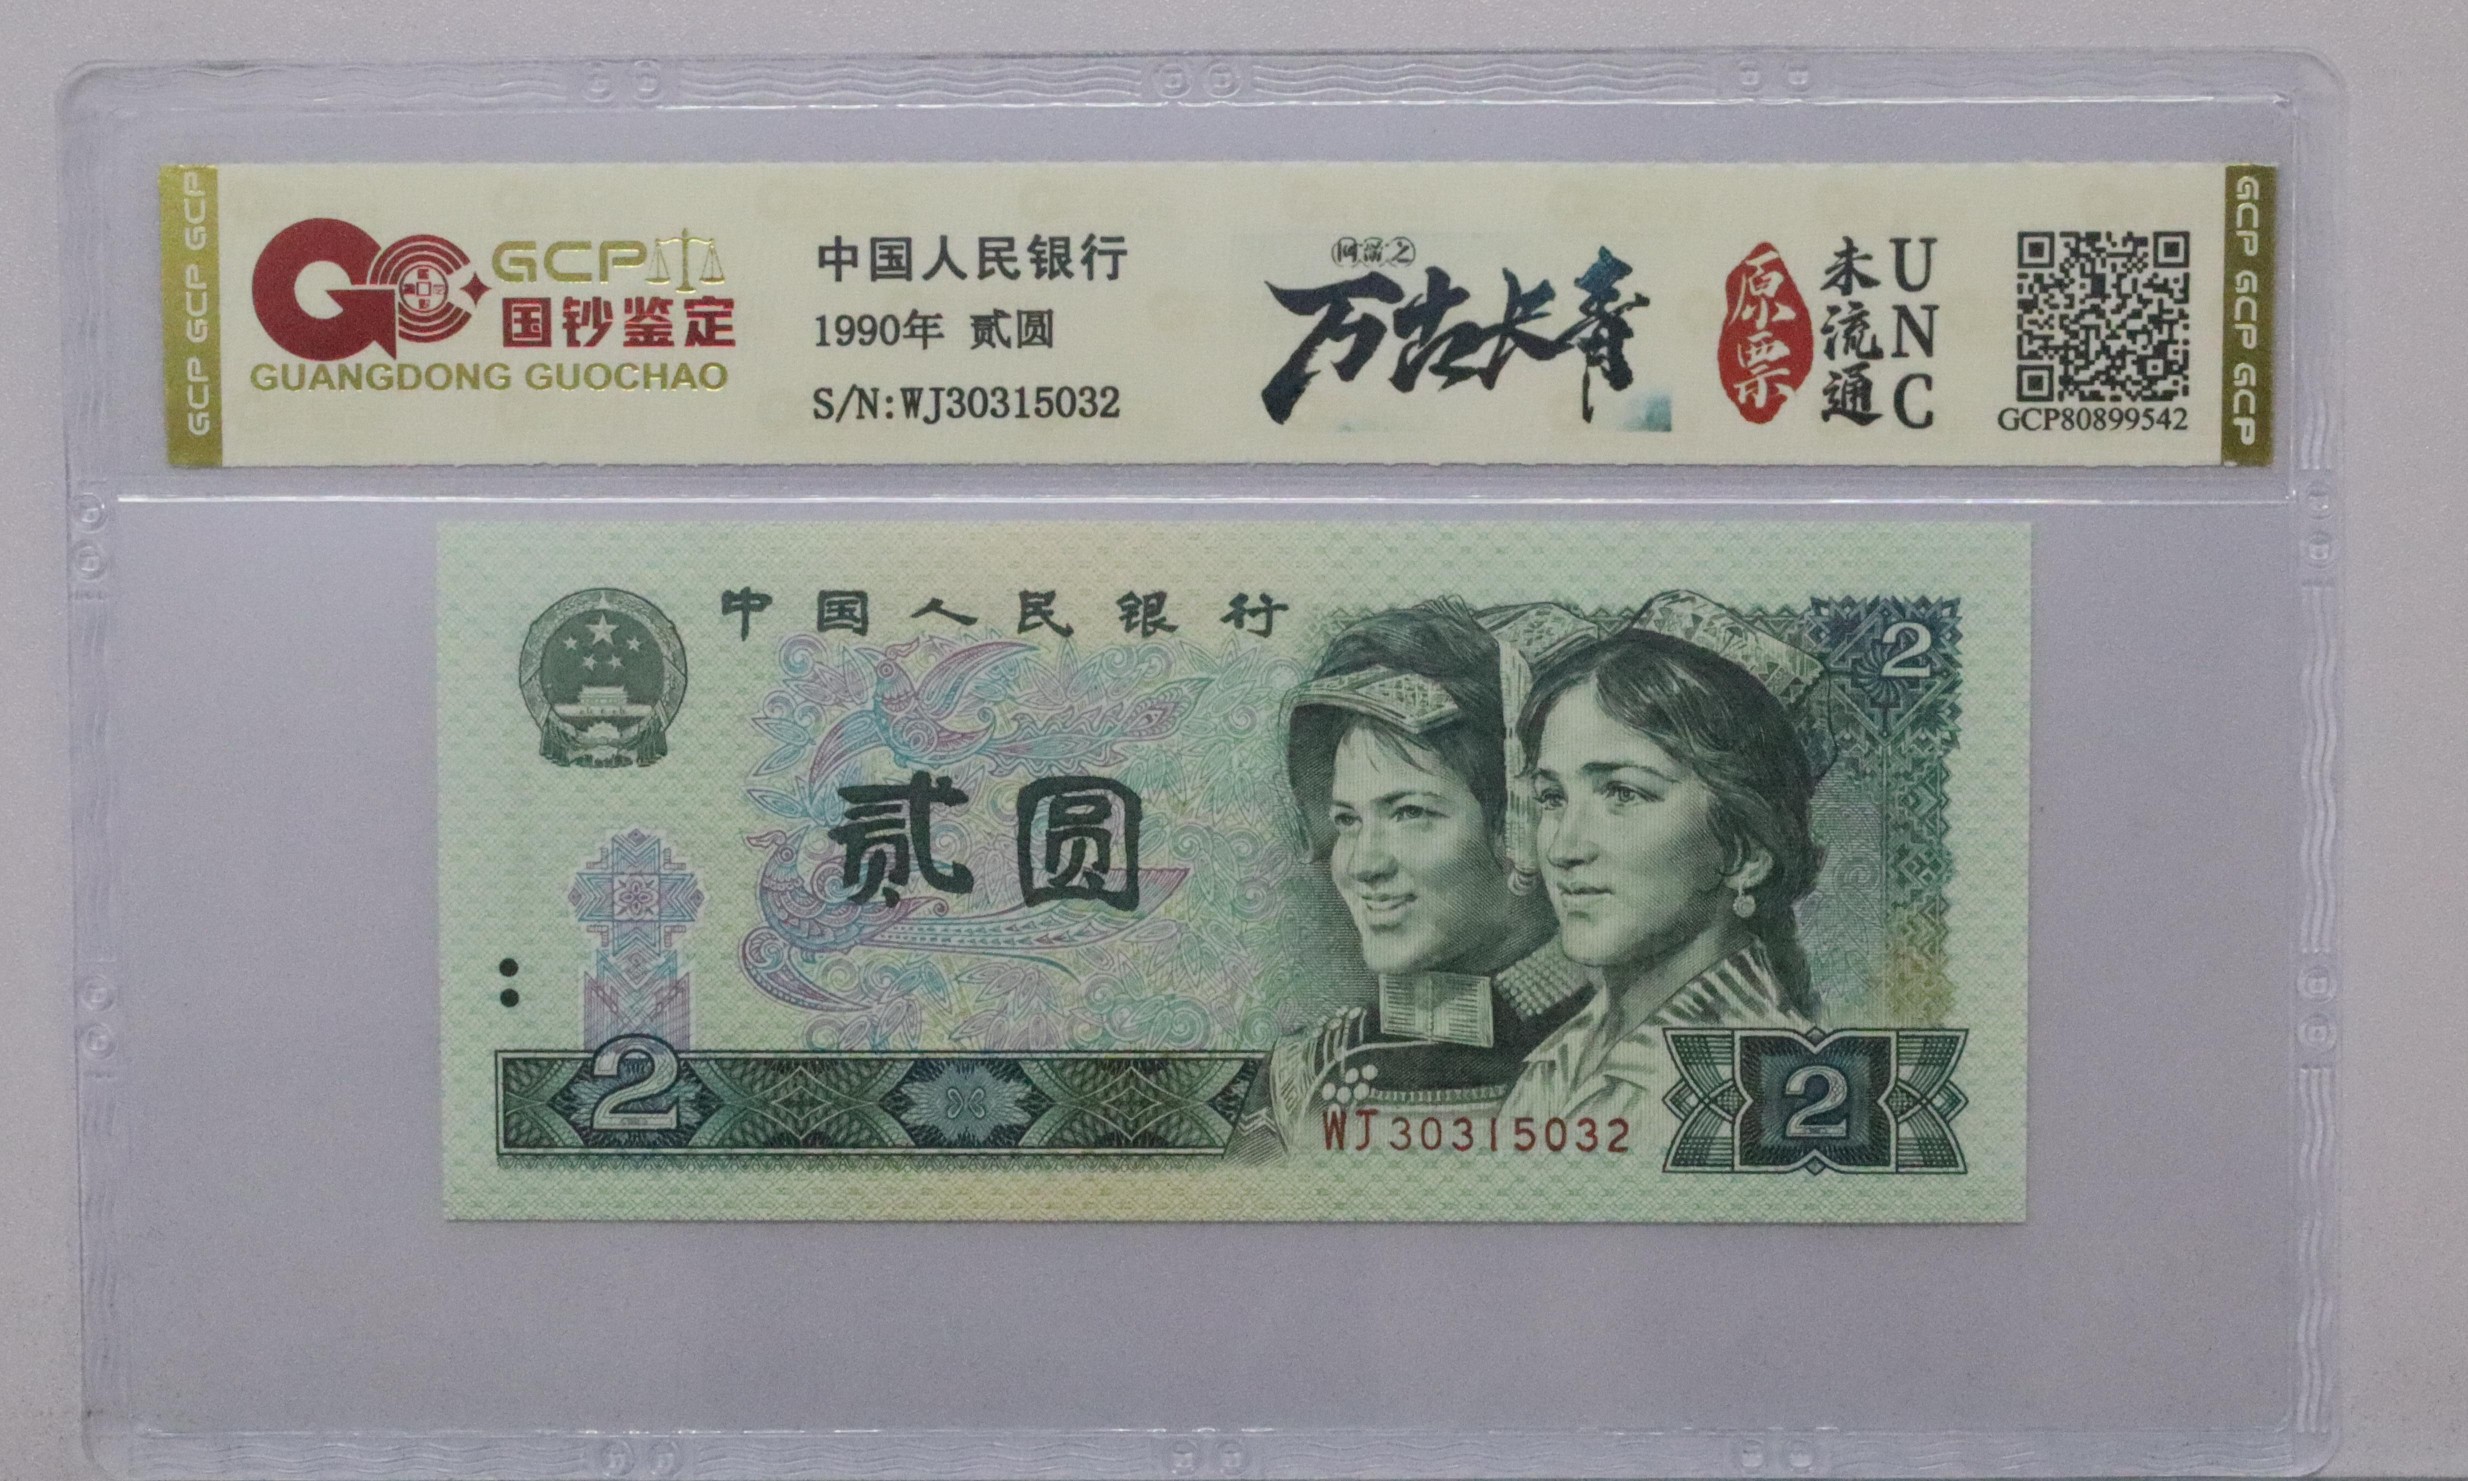 GCP GCP GCP
GCP
国钞鉴定
GUANGDONG GUOCHAO
中国人民银行
1990年 贰圆
S/N:WJ30315032
万古长青
原票
未流通
UNC
GCP80899542
GCP GCP GCP
中国人民银行
2
贰圆
2
WJ30315032
2